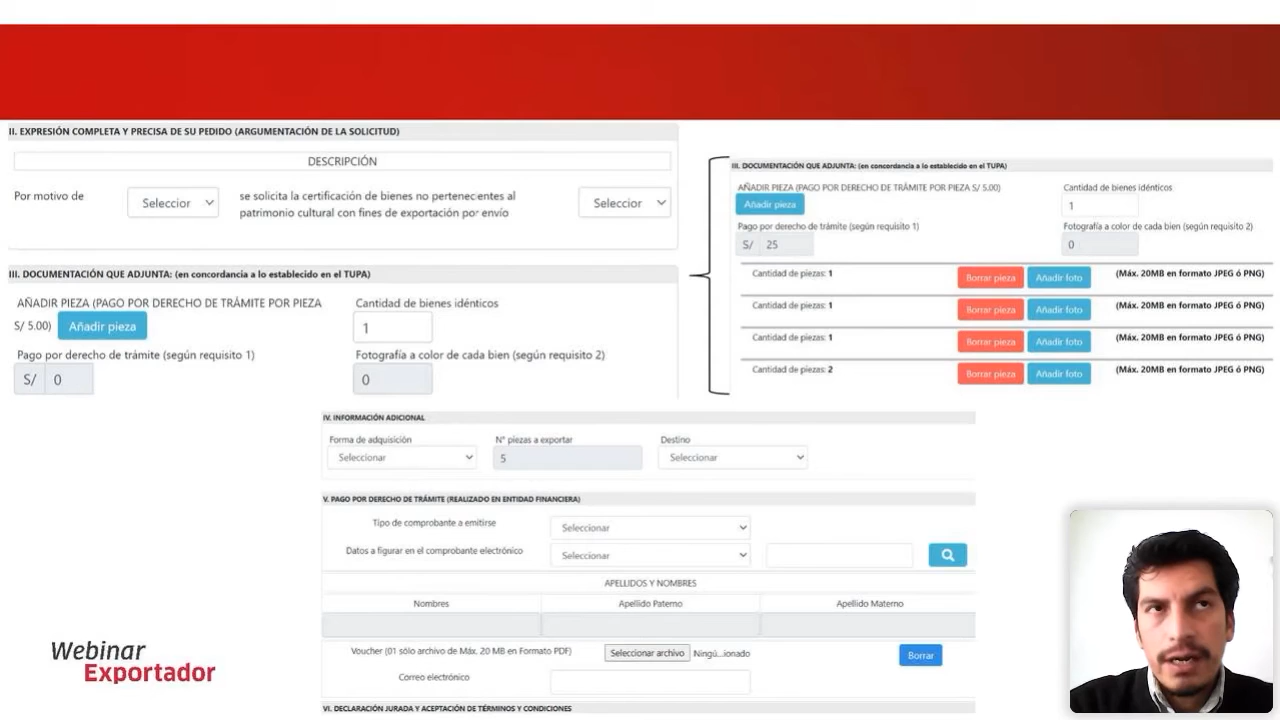 II. EXPRESIÓN COMPLETA Y PRECISA DE SU PEDIDO (ARGUMENTACIÓN DE LA SOLICITUD)
DESCRIPCIÓN
Por motivo de
Seleccior
se solicita la certificación de bienes no pertenecientes al
patrimonio cultural con fines de exportación por envío
Seleccior
III. DOCUMENTACIÓN QUE ADJUNTA: (en concordancia a lo establecido en el TUPA)
AÑADIR PIEZA (PAGO POR DERECHO DE TRÁMITE POR PIEZA
S/ 5.00) Añadir pieza
Cantidad de bienes idénticos
1
Pago por derecho de trámite (según requisito 1)
S/ 0
Fotografía a color de cada bien (según requisito 2)
0
III. DOCUMENTACIÓN QUE ADJUNTA: (en concordancia a lo establecido en el TUPA)
AÑADIR PIEZA (PAGO POR DERECHO DE TRÁMITE POR PIEZA S/ 5.00)
Añadir pieza
Cantidad de bienes idénticos
1
Pago por derecho de trámite (según requisito 1)
S/ 25
Fotografía a color de cada bien (según requisito 2)
0
Cantidad de piezas: 1 Borrar pieza Añadir foto (Máx. 20MB en formato JPEG ó PNG)
Cantidad de piezas: 1 Borrar pieza Añadir foto (Máx. 20MB en formato JPEG ó PNG)
Cantidad de piezas: 1 Borrar pieza Añadir foto (Máx. 20MB en formato JPEG ó PNG)
Cantidad de piezas: 2 Borrar pieza Añadir foto (Máx. 20MB en formato JPEG ó PNG)
IV. INFORMACIÓN ADICIONAL
Forma de adquisición N° piezas a exportar Destino
Seleccionar 5 Seleccionar
V. PAGO POR DERECHO DE TRÁMITE (REALIZADO EN ENTIDAD FINANCIERA)
Tipo de comprobante a emitirse Seleccionar
Datos a figurar en el comprobante electrónico Seleccionar
APELLIDOS Y NOMBRES
Nombres Apellido Paterno Apellido Materno
Voucher (01 sólo archivo de Máx. 20 MB en Formato PDF) Seleccionar archivo Ningú...ionado Borrar
Correo electrónico
VI. DECLARACIÓN JURADA Y ACEPTACIÓN DE TÉRMINOS Y CONDICIONES
Webinar
Exportador